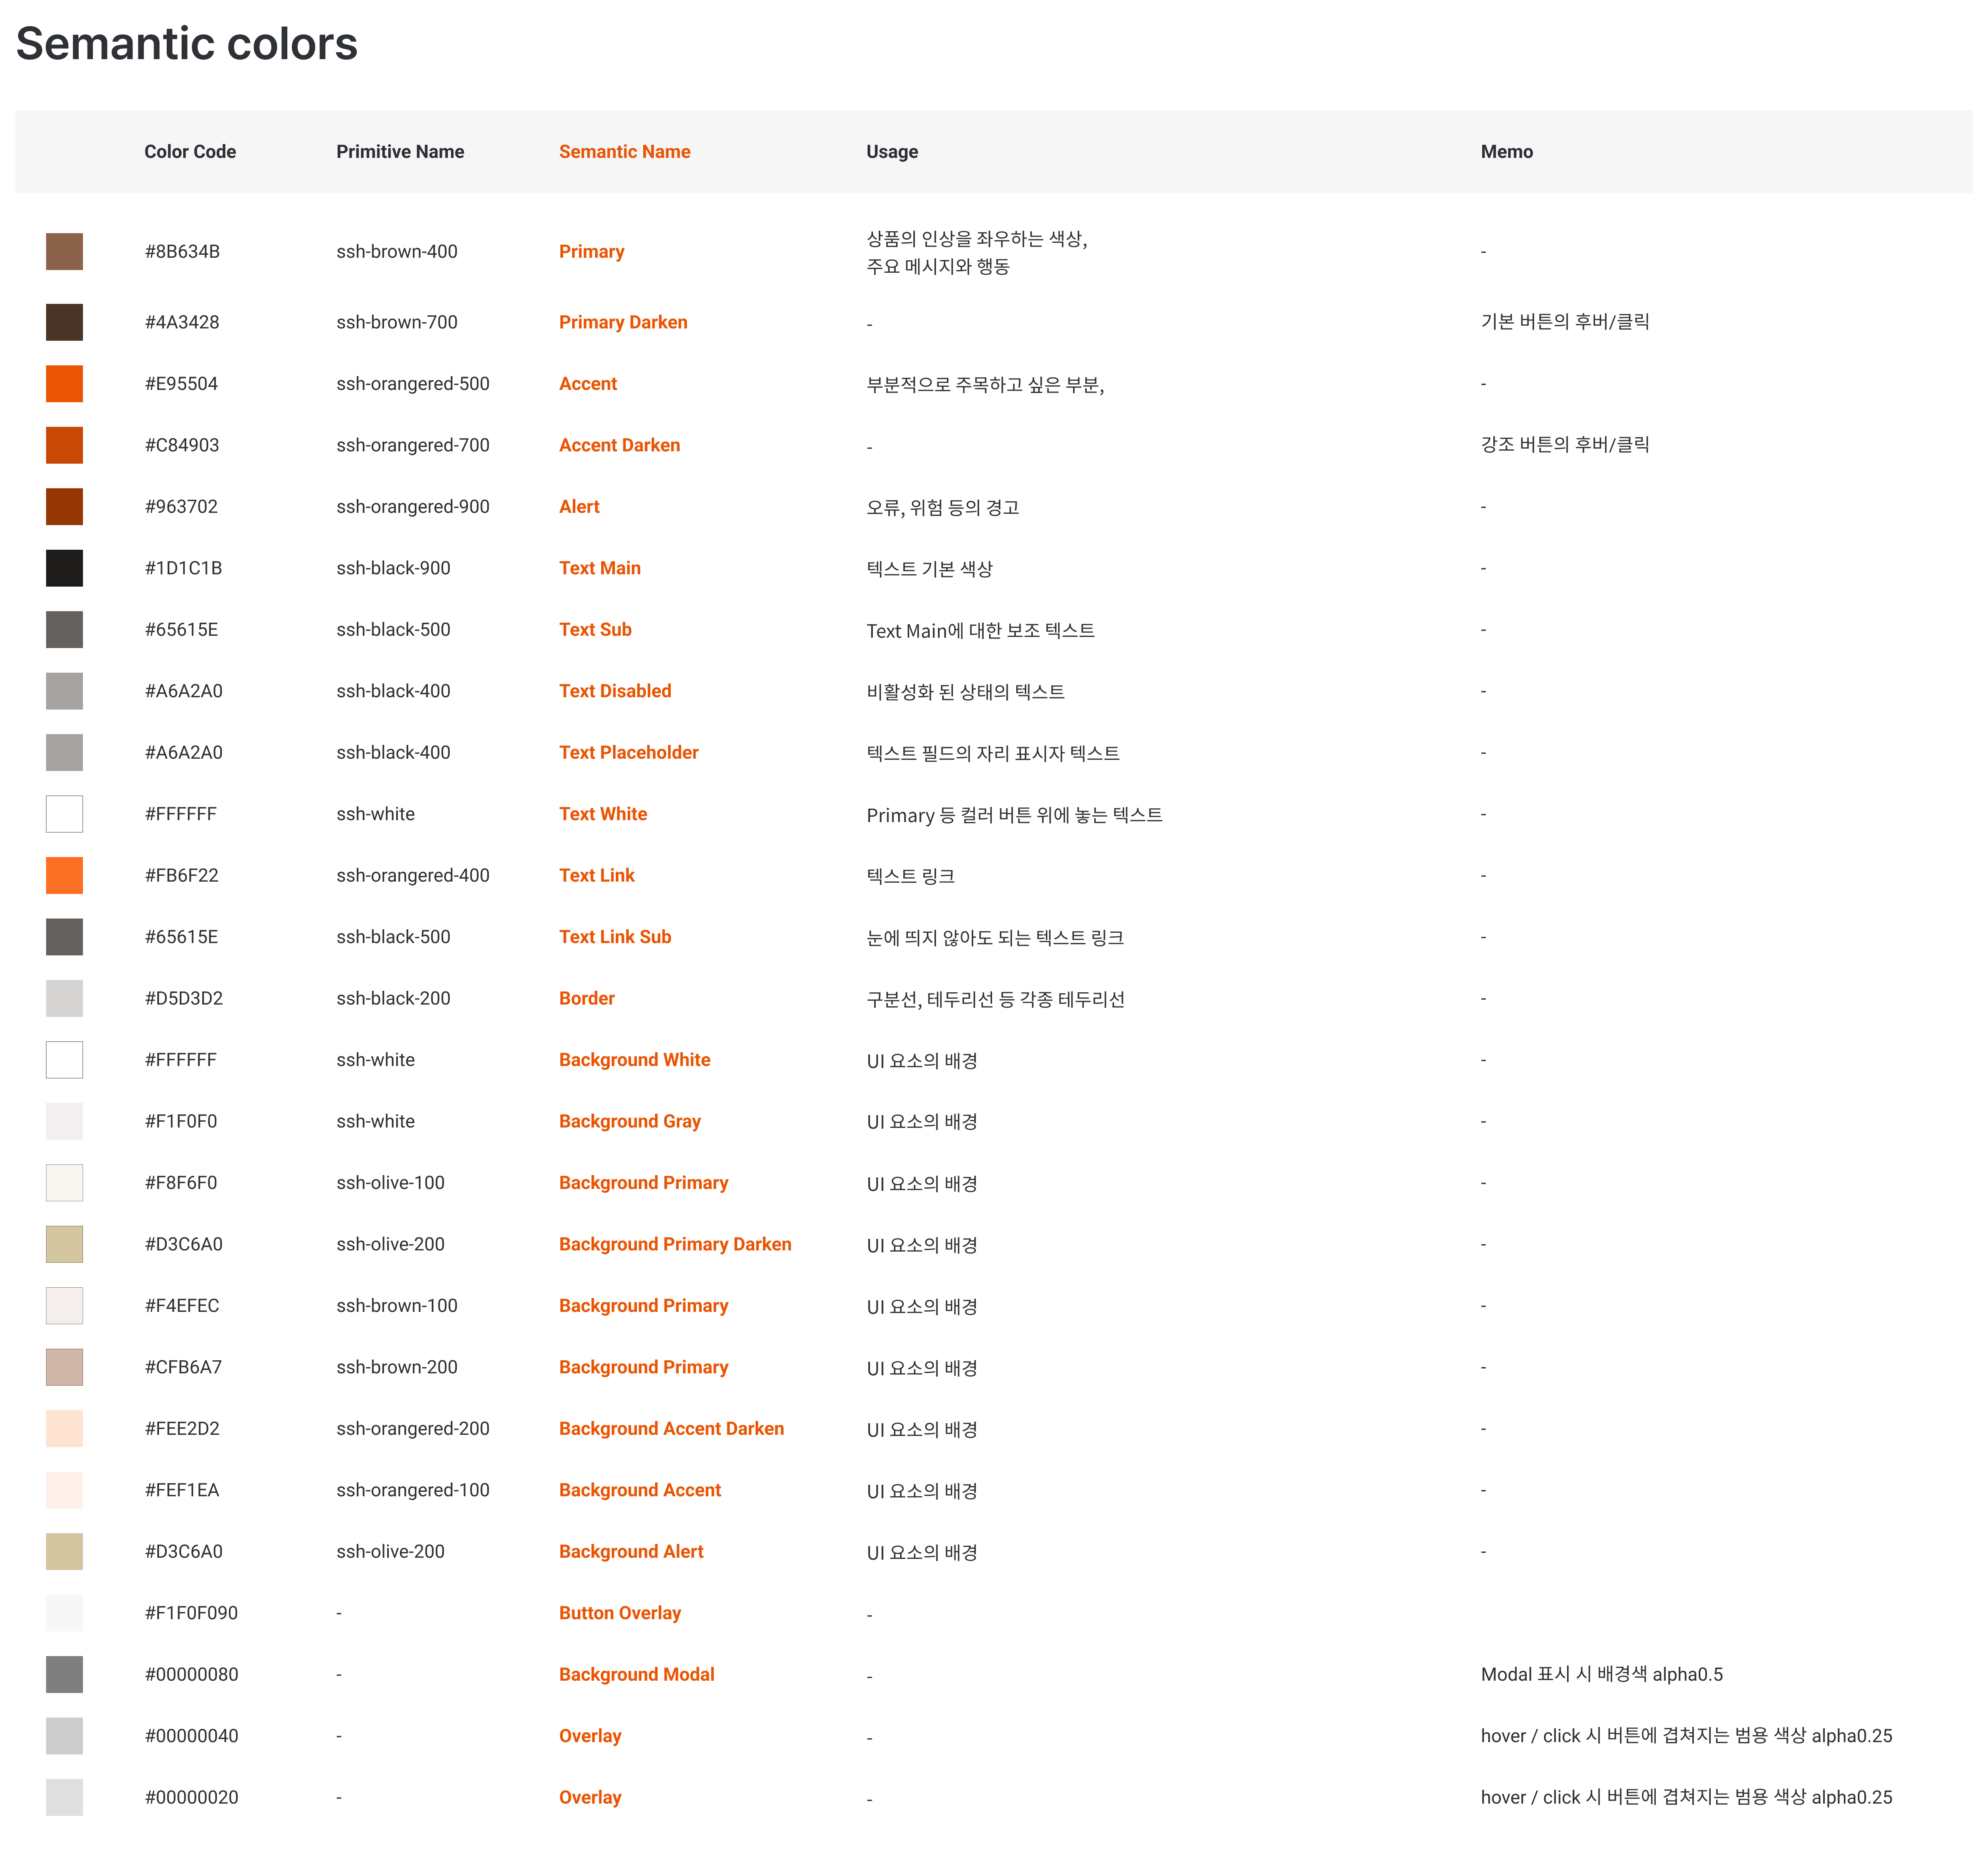 Semantic colors
Color Code Primitive Name Semantic Name Usage Memo
#8B634B ssh-brown-400 Primary 상품의 인상을 좌우하는 색상, -
주요 메시지와 행동
#4A3428 ssh-brown-700 Primary Darken - 기본 버튼의 후버/클릭
#E95504 ssh-orangered-500 Accent 부분적으로 주목하고 싶은 부분, -
#C84903 ssh-orangered-700 Accent Darken - 강조 버튼의 후버/클릭
#963702 ssh-orangered-900 Alert 오류, 위험 등의 경고 -
#1D1C1B ssh-black-900 Text Main 텍스트 기본 색상 -
#65615E ssh-black-500 Text Sub Text Main에 대한 보조 텍스트 -
#A6A2A0 ssh-black-400 Text Disabled 비활성화 된 상태의 텍스트 -
#A6A2A0 ssh-black-400 Text Placeholder 텍스트 필드의 자리 표시자 텍스트 -
#FFFFFF ssh-white Text White Primary 등 컬러 버튼 위에 놓는 텍스트 -
#FB6F22 ssh-orangered-400 Text Link 텍스트 링크 -
#65615E ssh-black-500 Text Link Sub 눈에 띄지 않아도 되는 텍스트 링크 -
#D5D3D2 ssh-black-200 Border 구분선, 테두리선 등 각종 테두리선 -
#FFFFFF ssh-white Background White UI 요소의 배경 -
#F1F0F0 ssh-white Background Gray UI 요소의 배경 -
#F8F6F0 ssh-olive-100 Background Primary UI 요소의 배경 -
#D3C6A0 ssh-olive-200 Background Primary Darken UI 요소의 배경 -
#F4EFEC ssh-brown-100 Background Primary UI 요소의 배경 -
#CFB6A7 ssh-brown-200 Background Primary UI 요소의 배경 -
#FEE2D2 ssh-orangered-200 Background Accent Darken UI 요소의 배경 -
#FEF1EA ssh-orangered-100 Background Accent UI 요소의 배경 -
#D3C6A0 ssh-olive-200 Background Alert UI 요소의 배경 -
#F1F0F090 - Button Overlay -
#00000080 - Background Modal - Modal 표시 시 배경색 alpha0.5
#00000040 - Overlay - hover / click 시 버튼에 겹쳐지는 범용 색상 alpha0.25
#00000020 - Overlay - hover / click 시 버튼에 겹쳐지는 범용 색상 alpha0.25